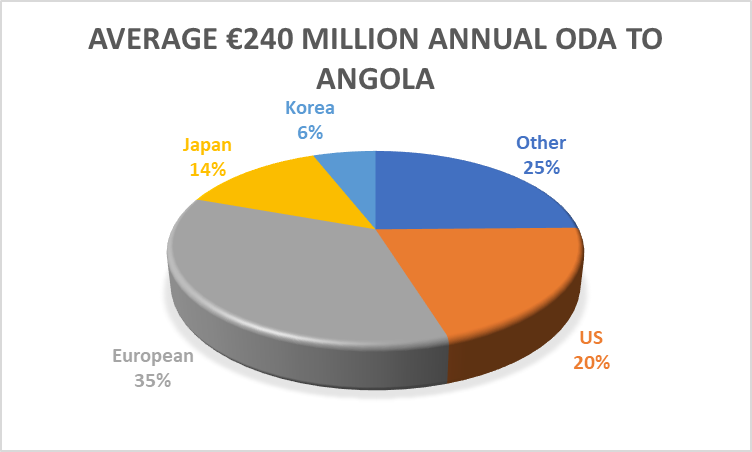 AVERAGE €240 MILLION ANNUAL ODA TO
ANGOLA
Korea
6%
Japan
14%
Other
25%
European
35%
US
20%